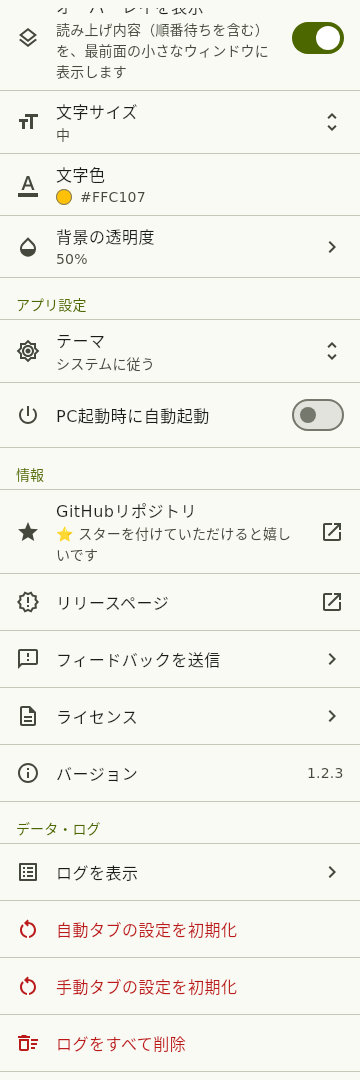 オーバーレイを表示
読み上げ内容（順番待ちを含む）
を、最前面の小さなウィンドウに
表示します
文字サイズ
中
文字色
#FFC107
背景の透明度
50%
アプリ設定
テーマ
システムに従う
PC起動時に自動起動
情報
GitHubリポジトリ
⭐ スターを付けていただけると嬉し
いです
リリースページ
フィードバックを送信
ライセンス
バージョン
1.2.3
データ・ログ
ログを表示
自動タブの設定を初期化
手動タブの設定を初期化
ログをすべて削除